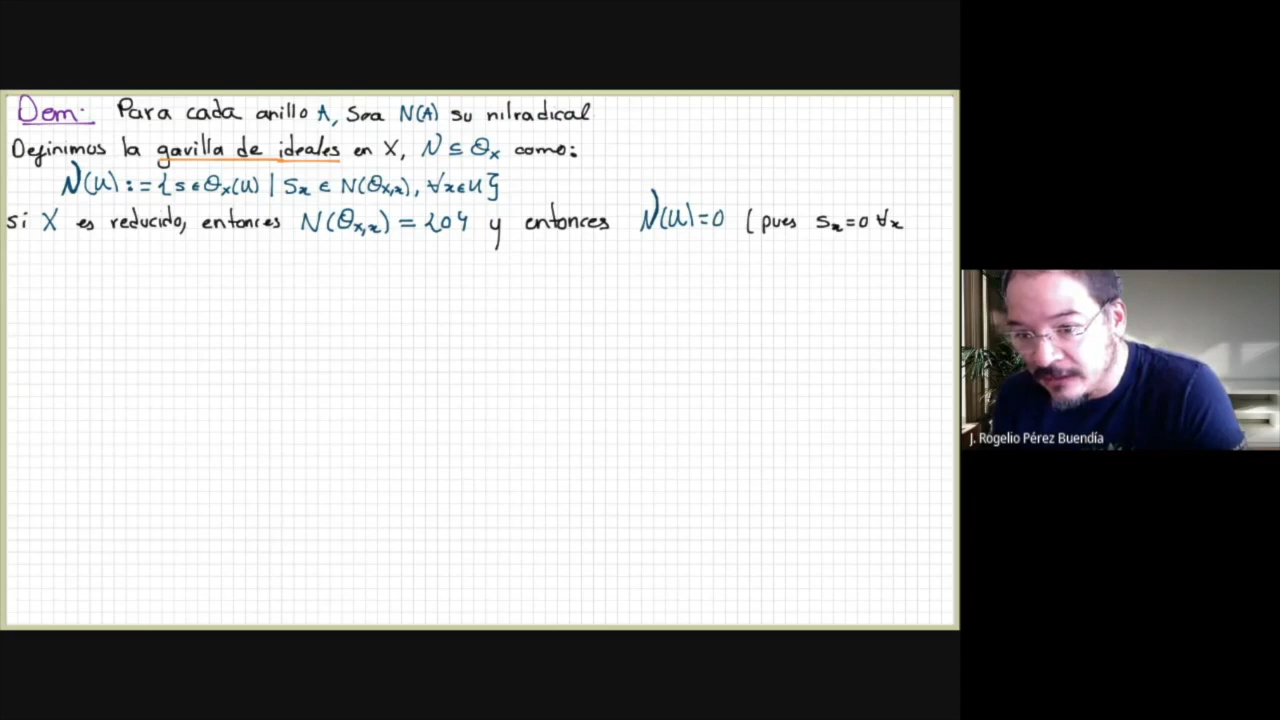 Dem: Para cada anillo A, sea N(A) su nilradical
Definimos la gavilla de ideales en X, 𝒩 ⊆ 𝒪_X como:
𝒩(U) := {s ∈ 𝒪_X(U) | s_x ∈ N(𝒪_{X,x}), ∀x∈U}
si X es reducido, entonces N(𝒪_{X,x}) = {0} y entonces 𝒩(U)=0 (pues s_x=0 ∀x
J. Rogelio Pérez Buendía